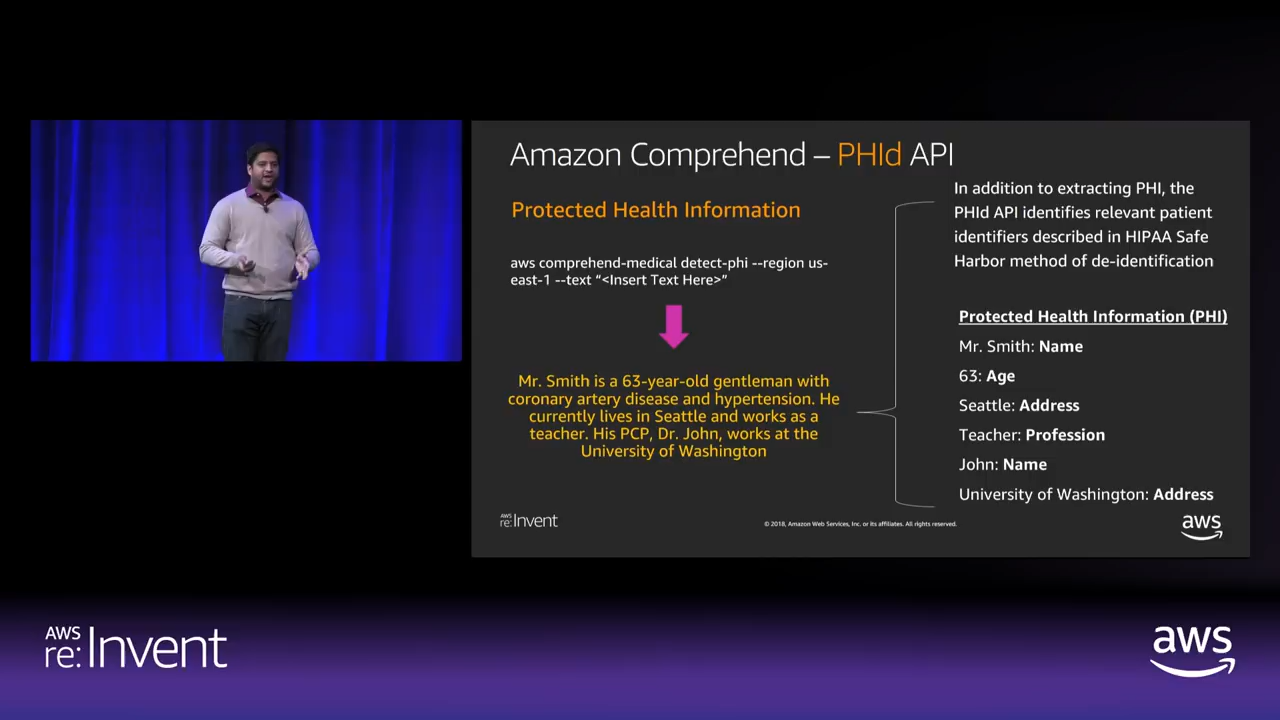 Amazon Comprehend – PHId API
Protected Health Information
aws comprehend-medical detect-phi --region us-
east-1 --text “<Insert Text Here>”
Mr. Smith is a 63-year-old gentleman with
coronary artery disease and hypertension. He
currently lives in Seattle and works as a
teacher. His PCP, Dr. John, works at the
University of Washington
In addition to extracting PHI, the
PHId API identifies relevant patient
identifiers described in HIPAA Safe
Harbor method of de-identification
Protected Health Information (PHI)
Mr. Smith: Name
63: Age
Seattle: Address
Teacher: Profession
John: Name
University of Washington: Address
AWS
re:Invent
© 2018, Amazon Web Services, Inc. or its affiliates. All rights reserved.
aws
AWS
re:Invent
aws